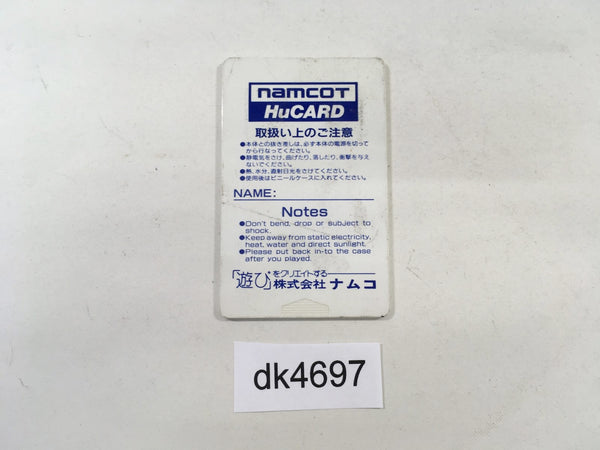 namcoT
HuCARD
取扱い上のご注意
●本体との抜き差しは、必ず本体の電源を切って
から行なってください。
●静電気をさけ、曲げたり、落したり、衝撃を与え
ないでください。
●熱、水分、直射日光をさけてください。
●使用後はビニールケースに入れてください。
NAME:
Notes
●Don't bend, drop or subject to
shock.
●Keep away from static electricity,
heat, water and direct sunlight.
●Please put back in-to the case
after you played.
「遊び」をクリエイトする
株式会社 ナムコ
dk4697